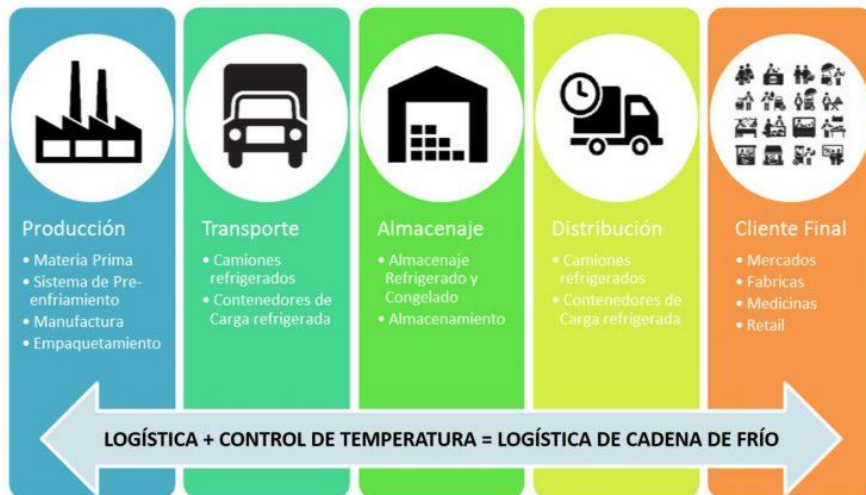 Producción
• Materia Prima
• Sistema de Pre-
enfriamiento
• Manufactura
• Empaquetamiento
Transporte
• Camiones
refrigerados
• Contenedores de
Carga refrigerada
Almacenaje
• Almacenaje
Refrigerado y
Congelado
• Almacenamiento
Distribución
• Camiones
refrigerados
• Contenedores de
Carga refrigerada
Cliente Final
• Mercados
• Fabricas
• Medicinas
• Retail
LOGÍSTICA + CONTROL DE TEMPERATURA = LOGÍSTICA DE CADENA DE FRÍO